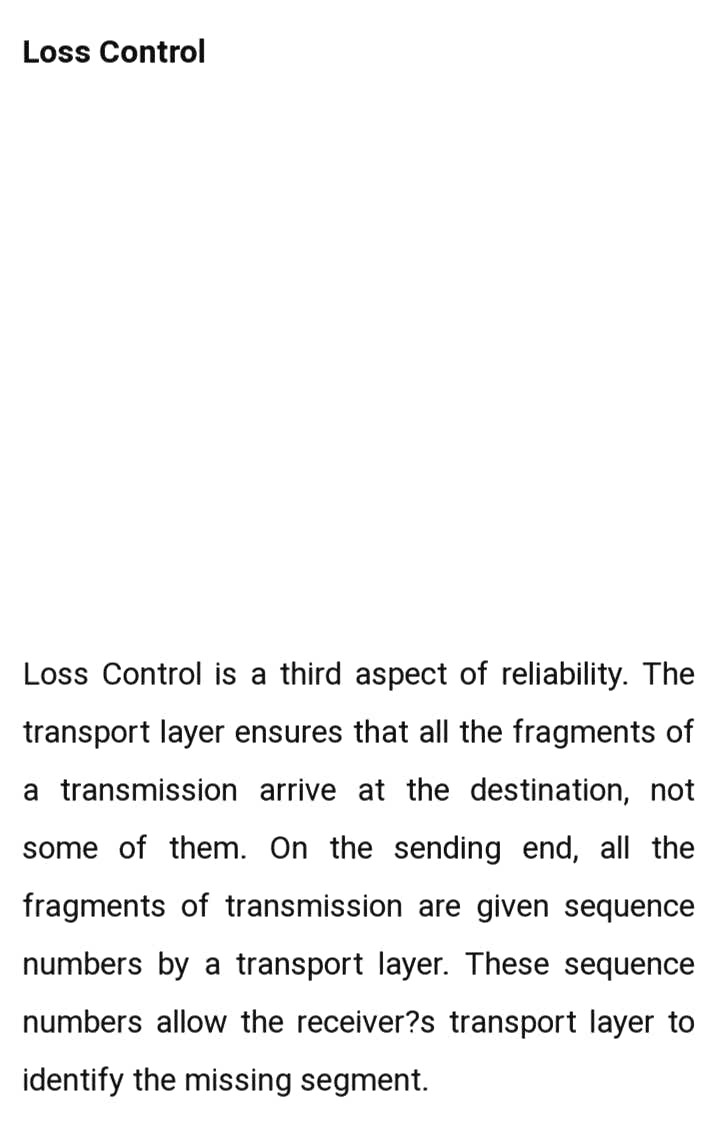 Loss Control
Loss Control is a third aspect of reliability. The
transport layer ensures that all the fragments of
a transmission arrive at the destination, not
some of them. On the sending end, all the
fragments of transmission are given sequence
numbers by a transport layer. These sequence
numbers allow the receiver?s transport layer to
identify the missing segment.